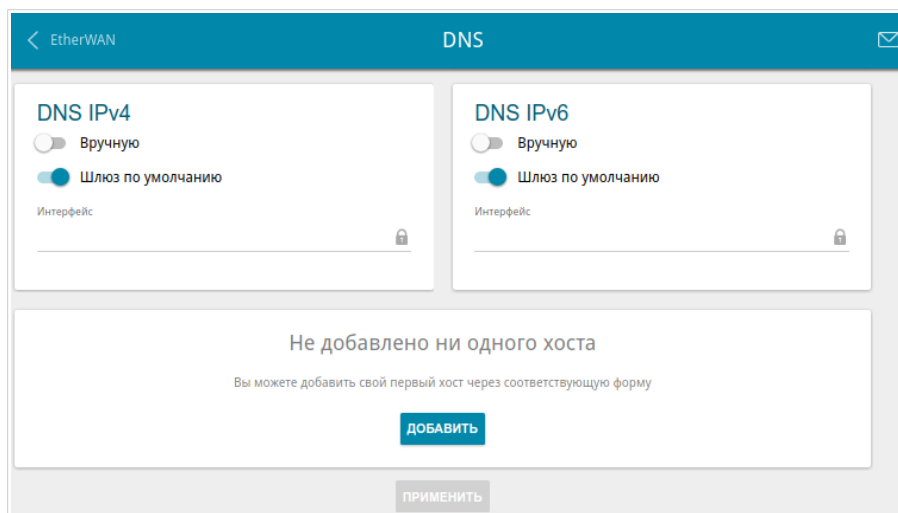 EtherWAN
DNS
DNS IPv4
Вручную
Шлюз по умолчанию
Интерфейс
DNS IPv6
Вручную
Шлюз по умолчанию
Интерфейс
Не добавлено ни одного хоста
Вы можете добавить свой первый хост через соответствующую форму
ДОБАВИТЬ
ПРИМЕНИТЬ